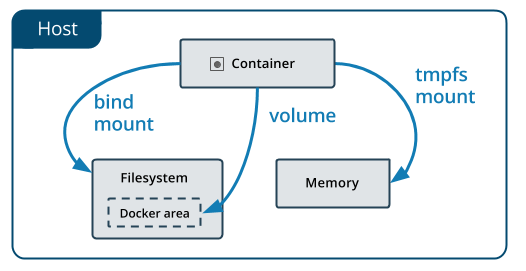 Host
Container
bind
mount
volume
tmpfs
mount
Filesystem
Docker area
Memory